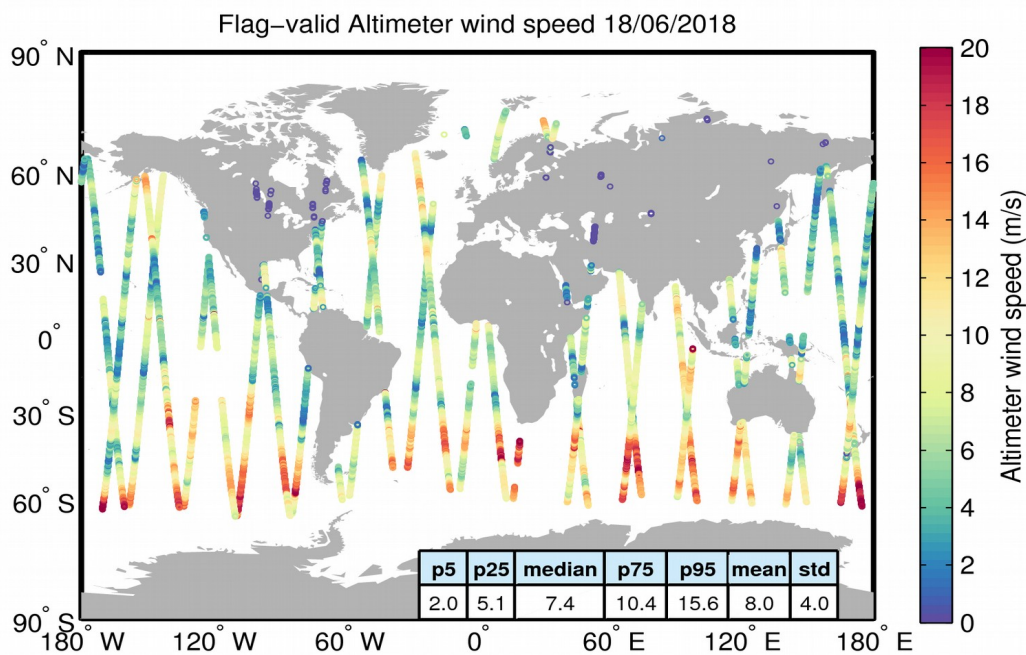 Flag−valid Altimeter wind speed 18/06/2018
90° N
60° N
30° N
0°
30° S
60° S
90° S
180° W
120° W
60° W
0°
60° E
120° E
180° E
p5 p25 median p75 p95 mean std
2.0 5.1 7.4 10.4 15.6 8.0 4.0
20
18
16
14
12
10
8
6
4
2
0
Altimeter wind speed (m/s)